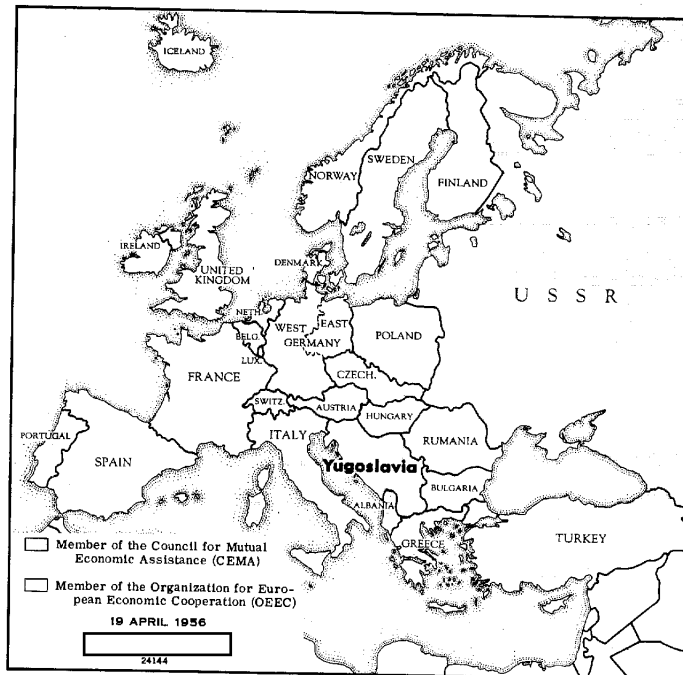 ICELAND
NORWAY
SWEDEN
FINLAND
IRELAND
UNITED
KINGDOM
DENMARK
USSR
NETH.
BELG.
LUX.
WEST
EAST
GERMANY
POLAND
FRANCE
CZECH.
SWITZ.
AUSTRIA
HUNGARY
RUMANIA
ITALY
PORTUGAL
SPAIN
Yugoslavia
BULGARIA
ALBANIA
GREECE
TURKEY
Member of the Council for Mutual
Economic Assistance (CEMA)
Member of the Organization for Euro-
pean Economic Cooperation (OEEC)
19 APRIL 1956
24144